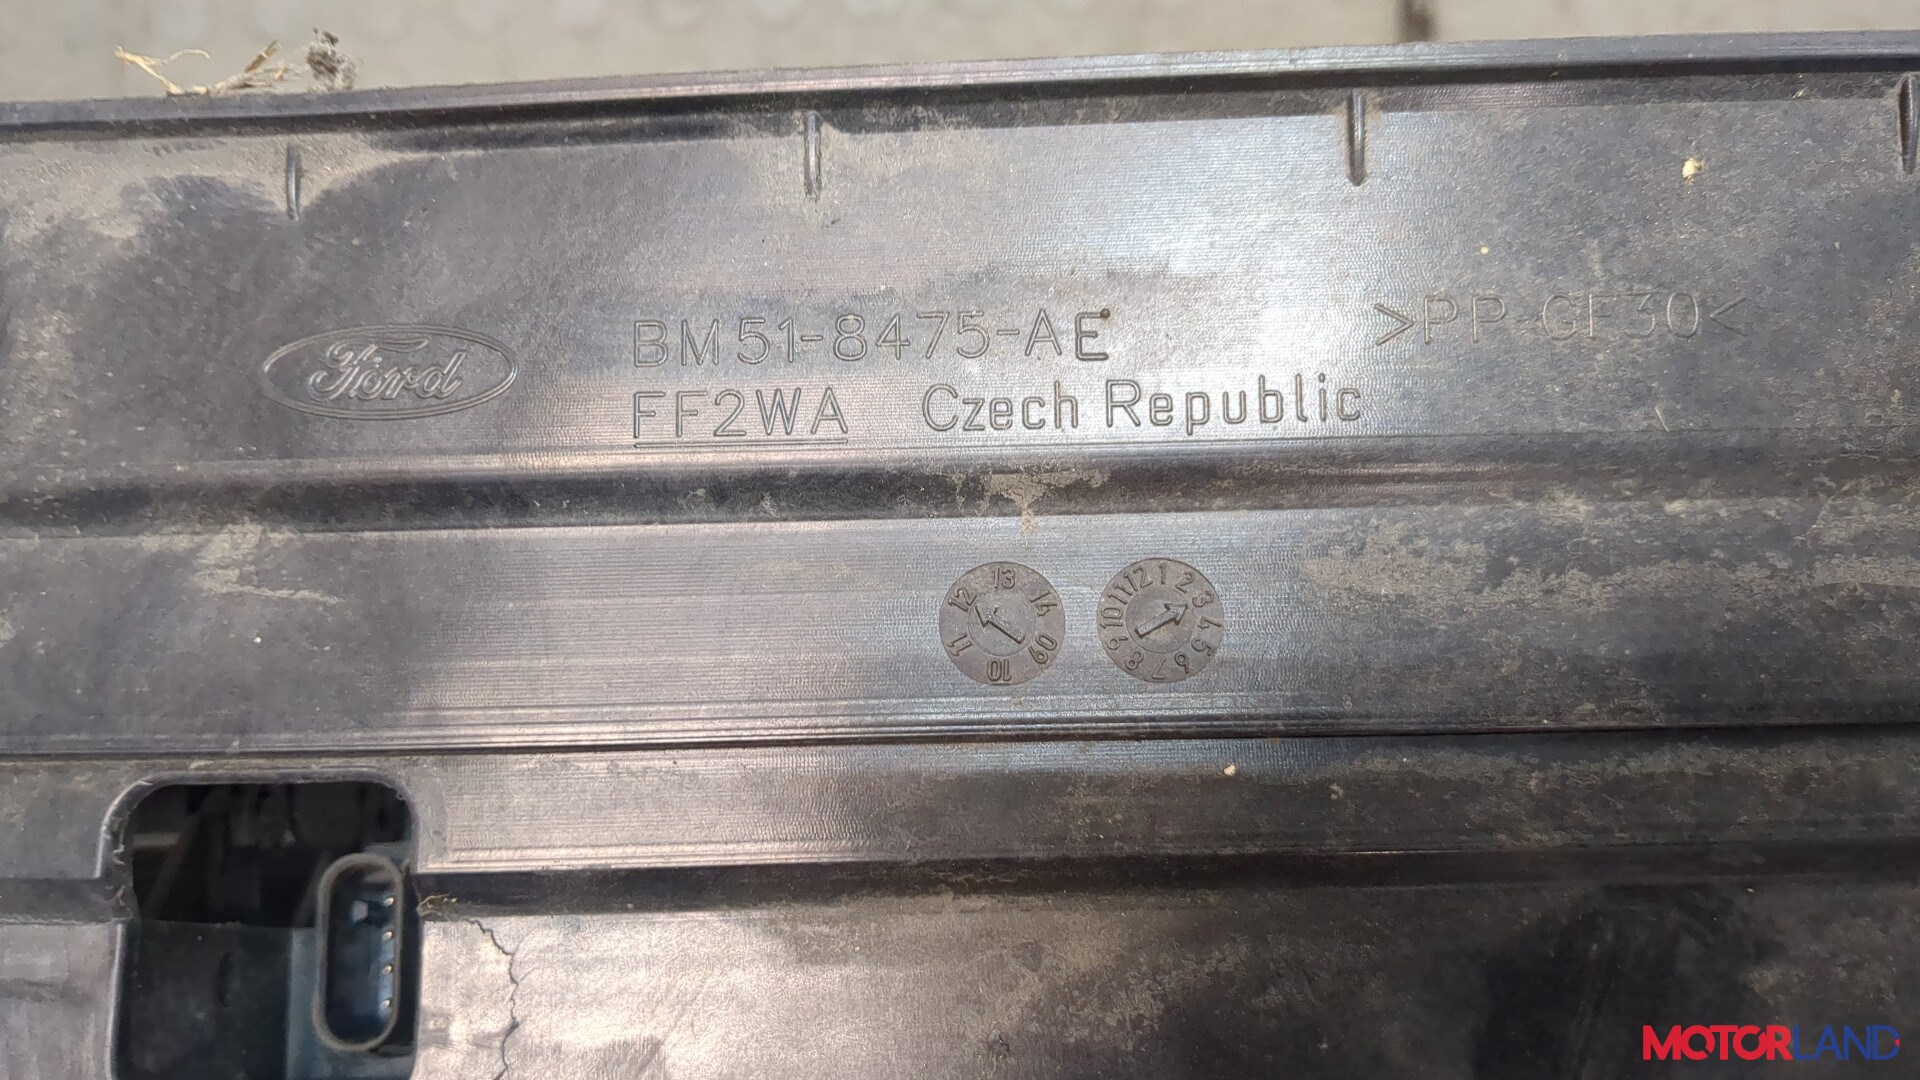 Ford
BM51-8475-AE
>PP-GF30<
FF2WA Czech Republic
12 13 14 11 10 09
10 11 12 1 2 3 4 5 6 7 8 9
MOTORLAND